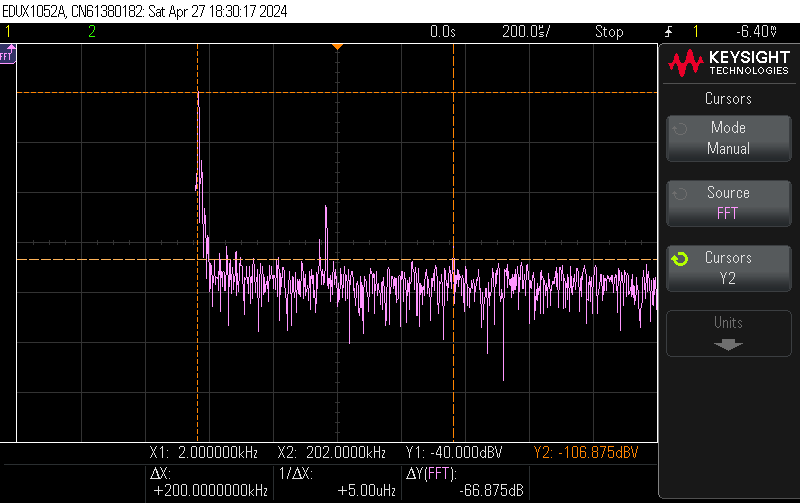 EDUX1052A, CN61380182: Sat Apr 27 18:30:17 2024
1 2 0.0s 200.0µs/ Stop 1 -6.40V
FFT
KEYSIGHT
TECHNOLOGIES
Cursors
Mode
Manual
Source
FFT
Cursors
Y2
Units
X1: 2.000000kHz X2: 202.0000kHz Y1: -40.000dBV Y2: -106.875dBV
ΔX: 1/ΔX: ΔY(FFT):
+200.0000000kHz +5.00uHz -66.875dB